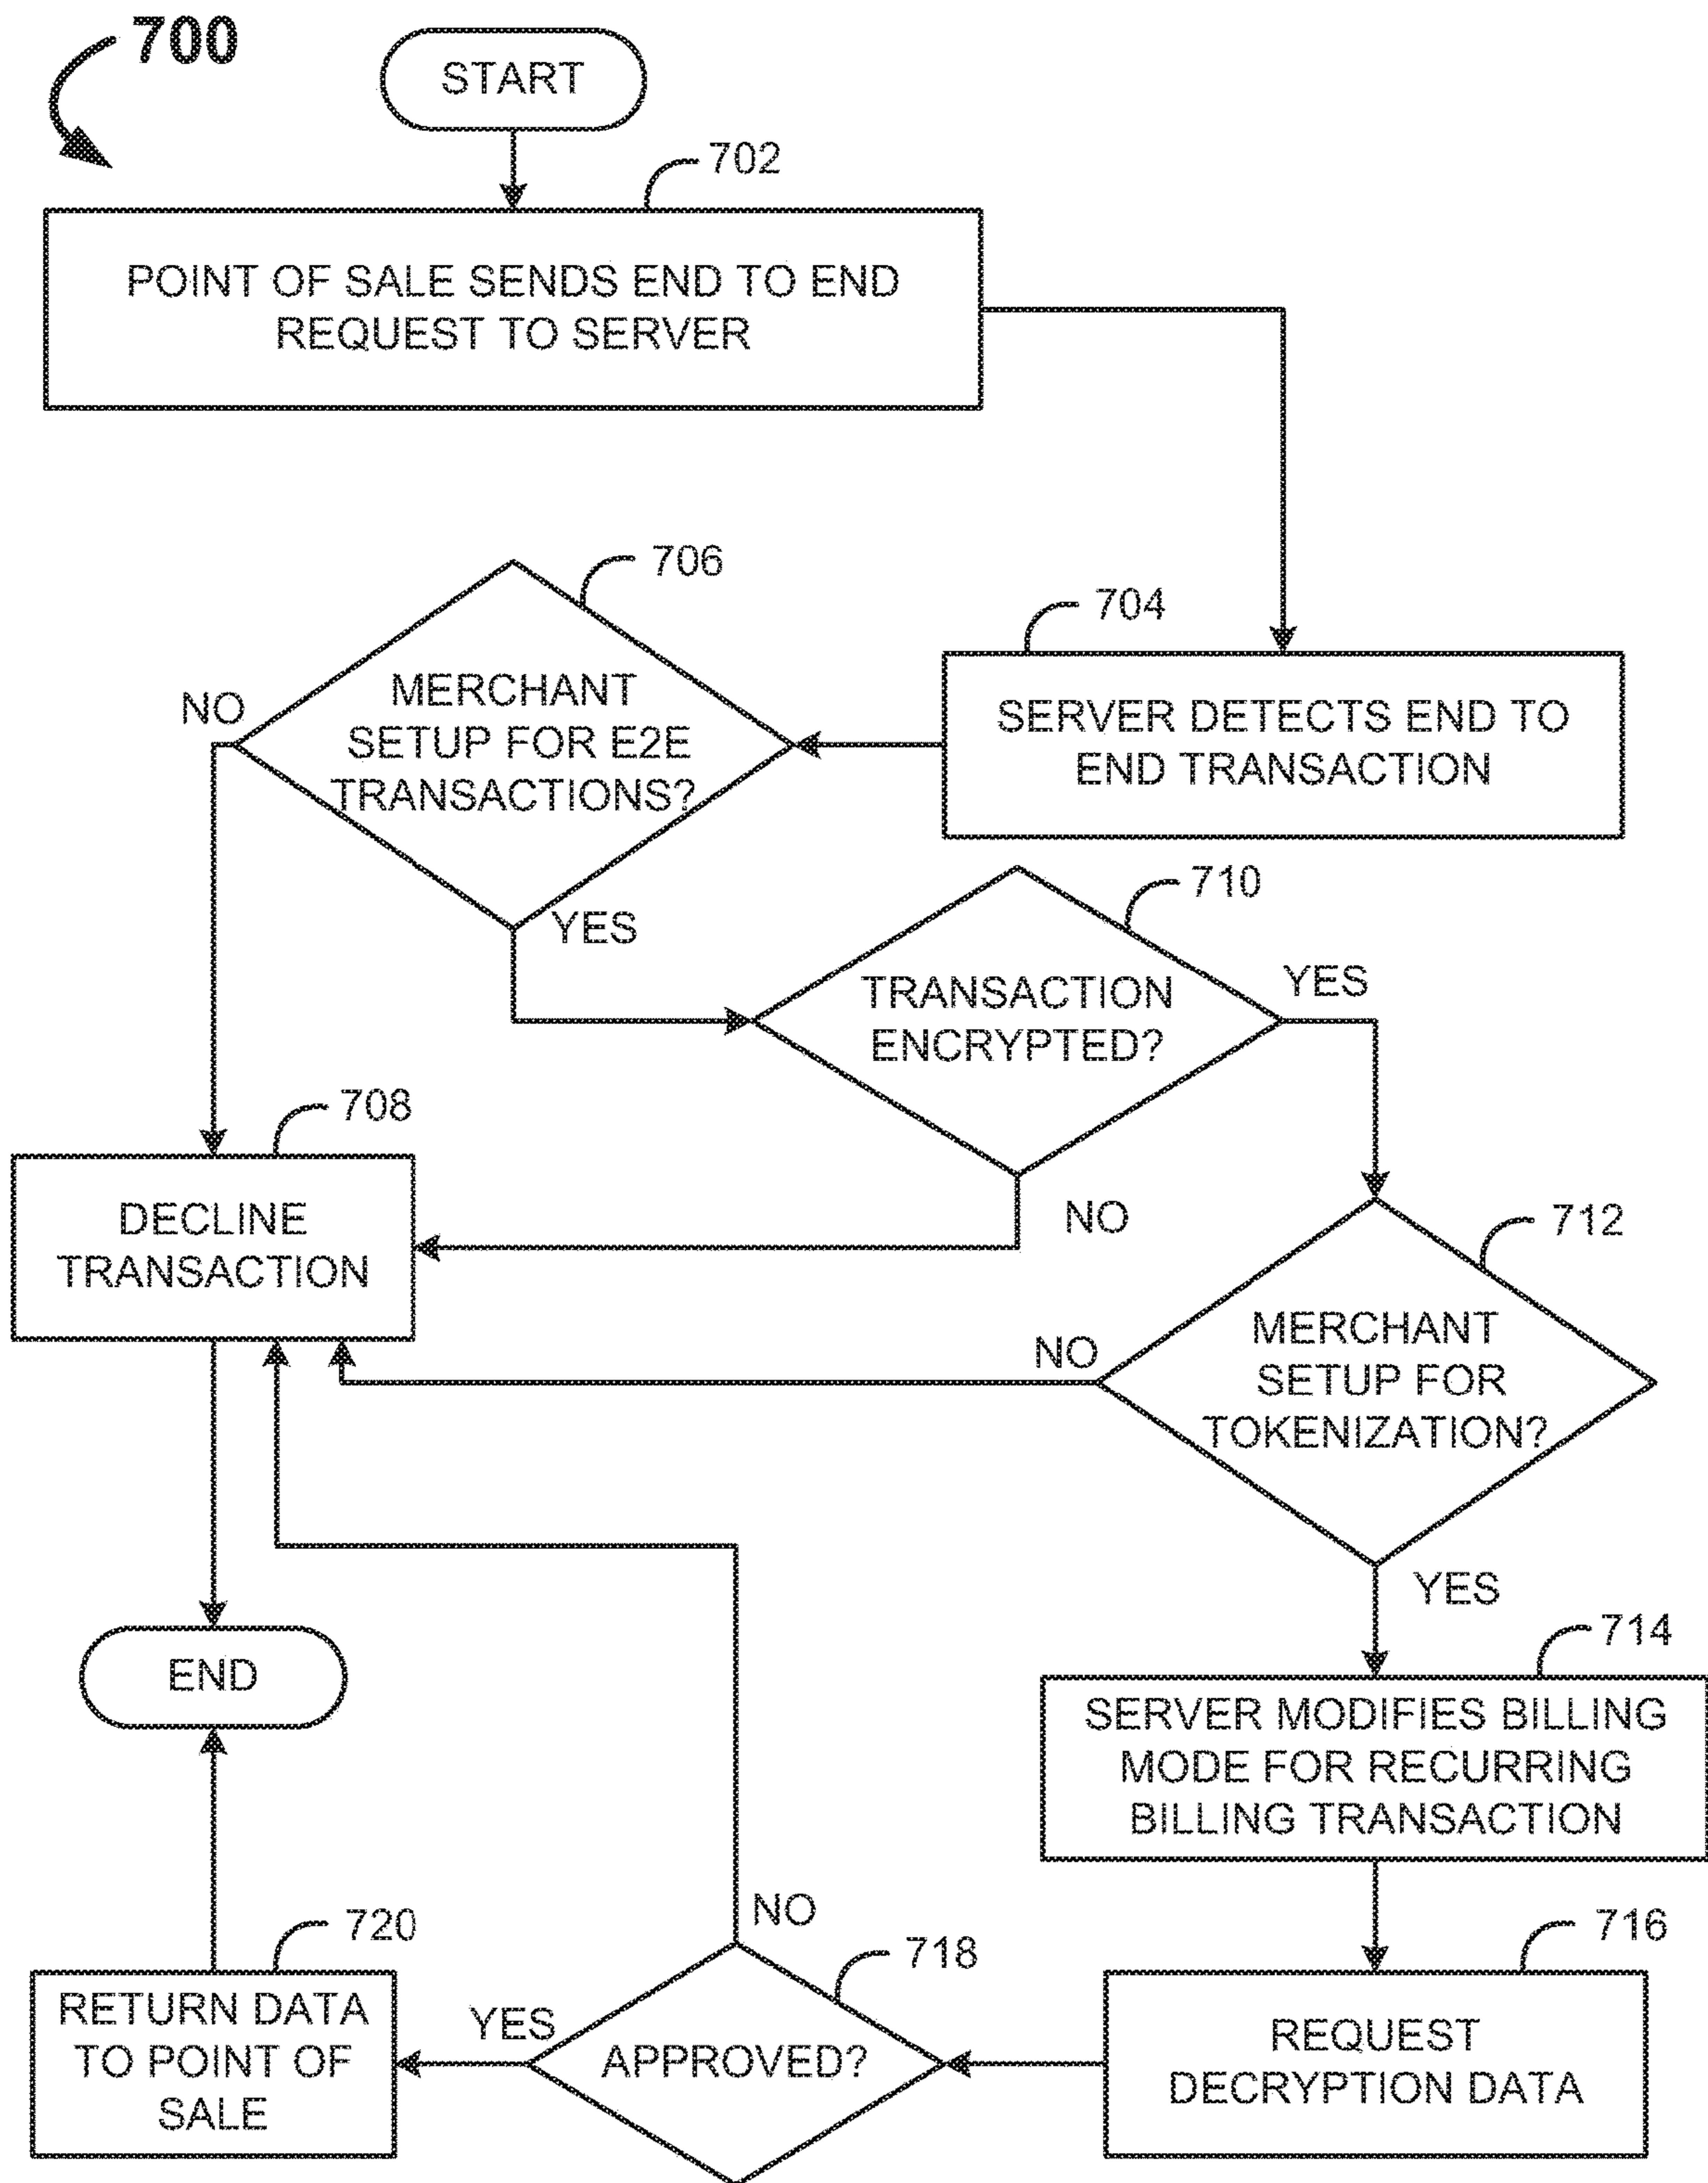 700
START
702
POINT OF SALE SENDS END TO END
REQUEST TO SERVER
706
704
MERCHANT
SETUP FOR E2E
TRANSACTIONS?
NO
SERVER DETECTS END TO
END TRANSACTION
YES
710
TRANSACTION
ENCRYPTED?
YES
NO
708
DECLINE
TRANSACTION
712
MERCHANT
SETUP FOR
TOKENIZATION?
NO
YES
END
714
SERVER MODIFIES BILLING
MODE FOR RECURRING
BILLING TRANSACTION
716
REQUEST
DECRYPTION DATA
718
APPROVED?
NO
YES
720
RETURN DATA
TO POINT OF
SALE